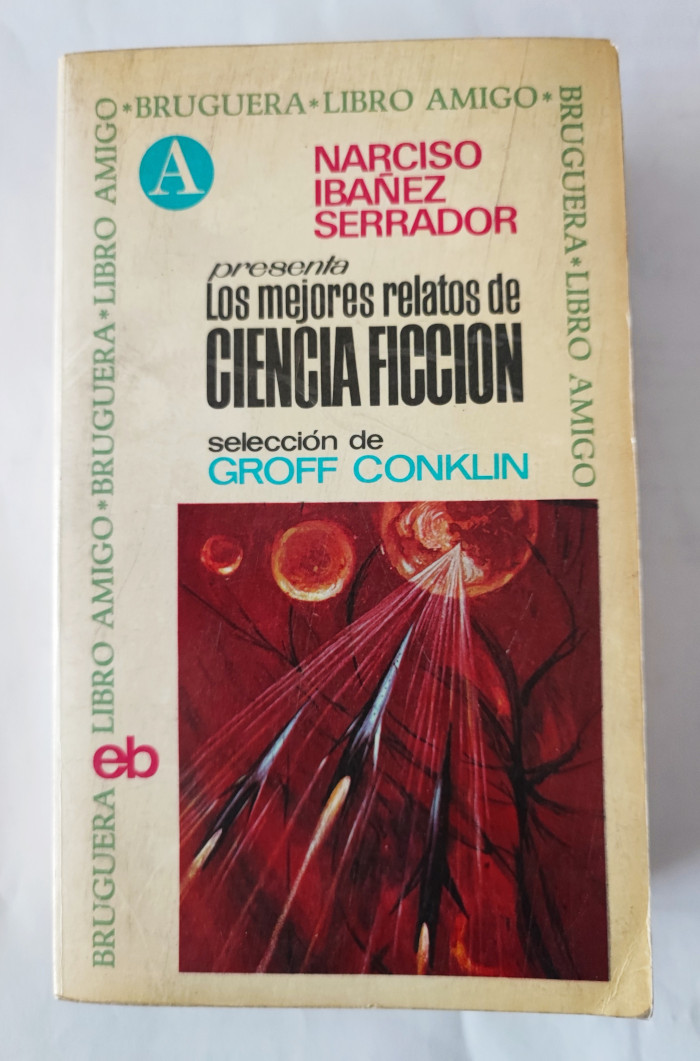 *BRUGUERA*LIBRO AMIGO*
BRUGUERA*LIBRO AMIGO
BRUGUERA LIBRO AMIGO*BRUGUERA*LIBRO AMIGO
A
NARCISO
IBAÑEZ
SERRADOR
presenta
Los mejores relatos de
CIENCIA FICCION
selección de
GROFF CONKLIN
eb